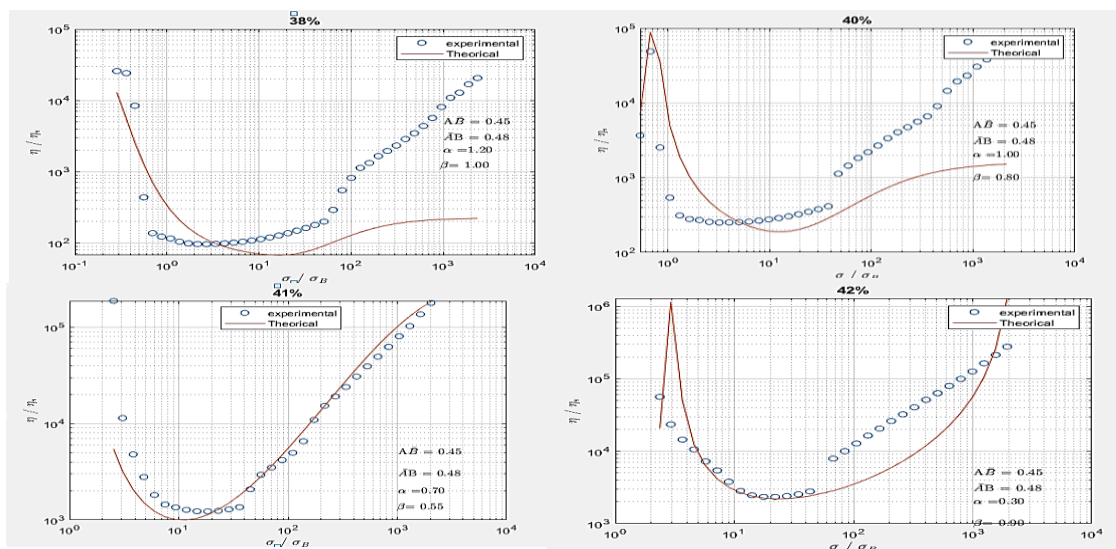 38%
10^5
10^4
10^3
10^2
10^-1
10^0
10^1
10^2
10^3
10^4
η / η_s
σ / σ_B
experimental
Theorical
AB̄ = 0.45
ĀB = 0.48
α =1.20
β= 1.00
40%
10^5
10^4
10^3
10^2
10^0
10^1
10^2
10^3
10^4
η / η_s
experimental
Theorical
AB̄ = 0.45
ĀB = 0.48
α =1.00
β= 0.80
41%
10^5
10^4
10^3
10^0
10^1
10^2
10^3
10^4
η / η_s
σ / σ_B
experimental
Theorical
AB̄ = 0.45
ĀB = 0.48
α =0.70
β= 0.55
42%
10^6
10^5
10^4
10^3
10^0
10^1
10^2
10^3
10^4
η / η_s
σ / σ_B
experimental
Theorical
AB̄ = 0.45
ĀB = 0.48
α =0.30
β= 0.90